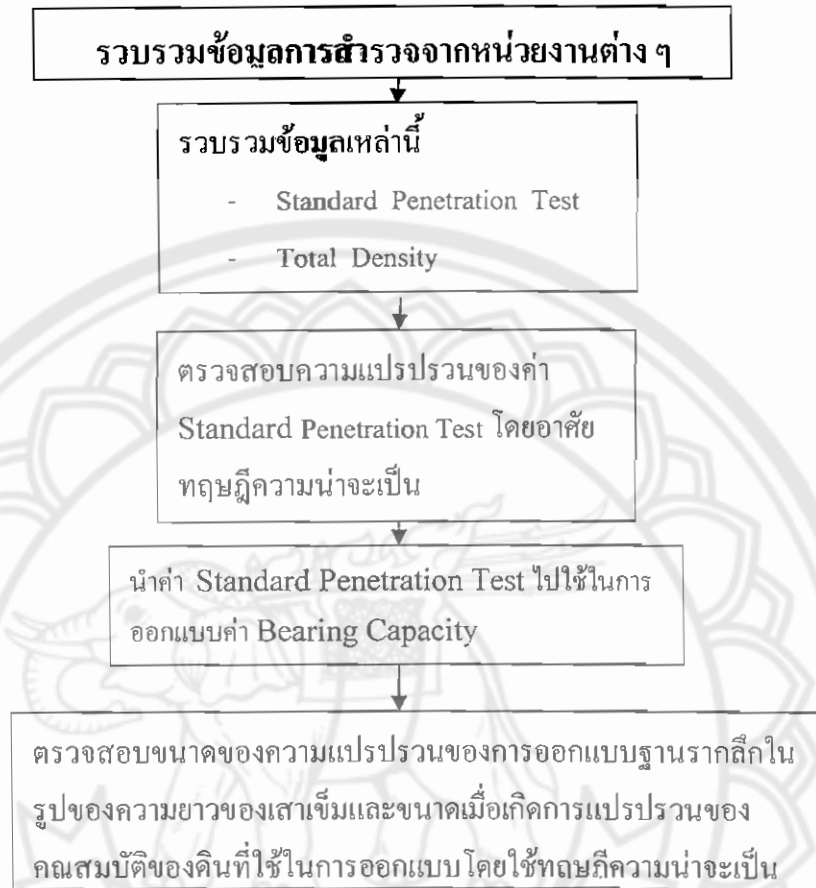 รวบรวมข้อมูลการสำรวจจากหน่วยงานต่าง ๆ
รวบรวมข้อมูลเหล่านี้
- Standard Penetration Test
- Total Density
ตรวจสอบความแปรปรวนของค่า
Standard Penetration Test โดยอาศัย
ทฤษฎีความน่าจะเป็น
นำค่า Standard Penetration Test ไปใช้ในการ
ออกแบบค่า Bearing Capacity
ตรวจสอบขนาดของความแปรปรวนของการออกแบบฐานรากลึกใน
รูปของความยาวของเสาเข็มและขนาดเมื่อเกิดการแปรปรวนของ
คุณสมบัติของดินที่ใช้ในการออกแบบโดยใช้ทฤษฎีความน่าจะเป็น